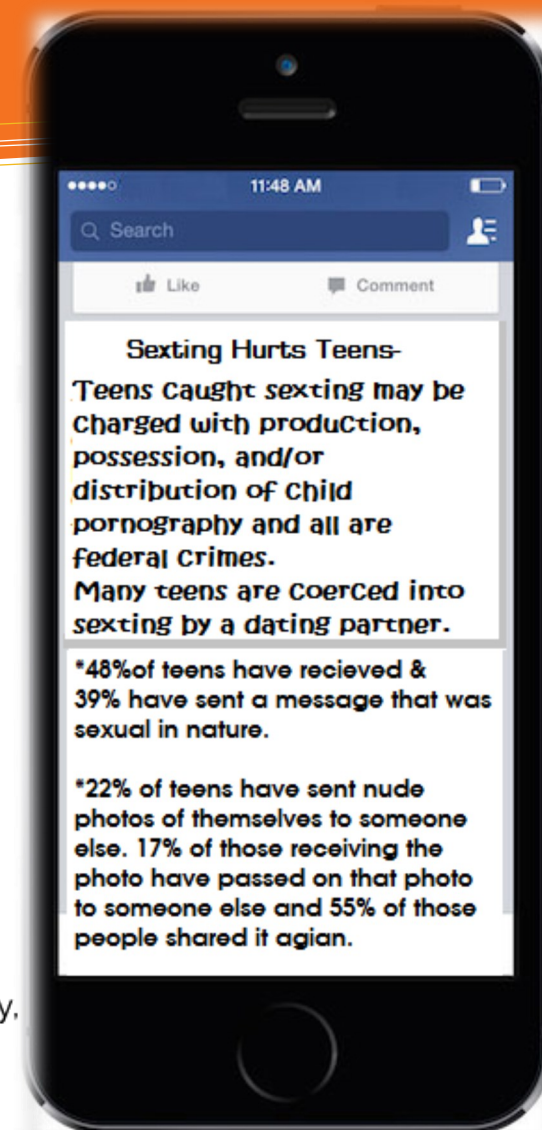 11:48 AM
Search
Like Comment
Sexting Hurts Teens-
Teens caught sexting may be
charged with production,
possession, and/or
distribution of child
pornography and all are
federal crimes.
Many teens are coerced into
sexting by a dating partner.
*48%of teens have recieved &
39% have sent a message that was
sexual in nature.
*22% of teens have sent nude
photos of themselves to someone
else. 17% of those receiving the
photo have passed on that photo
to someone else and 55% of those
people shared it agian.
y,